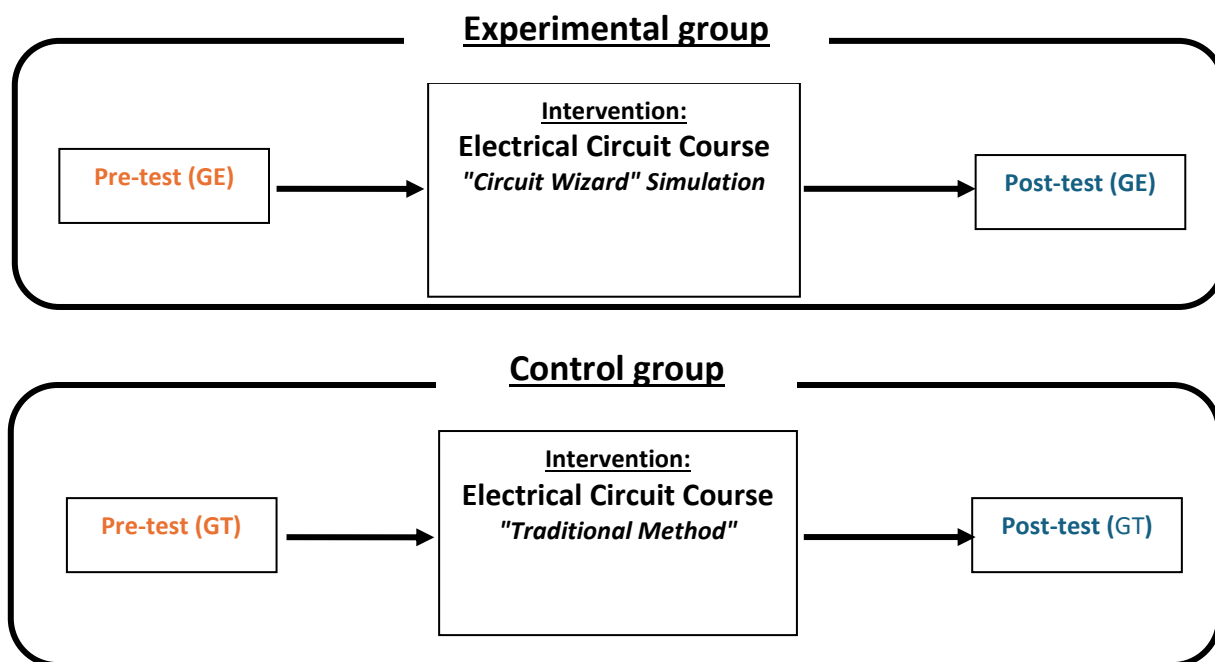 Experimental group
Intervention:
Electrical Circuit Course
"Circuit Wizard" Simulation
Pre-test (GE)
Post-test (GE)
Control group
Intervention:
Electrical Circuit Course
"Traditional Method"
Pre-test (GT)
Post-test (GT)